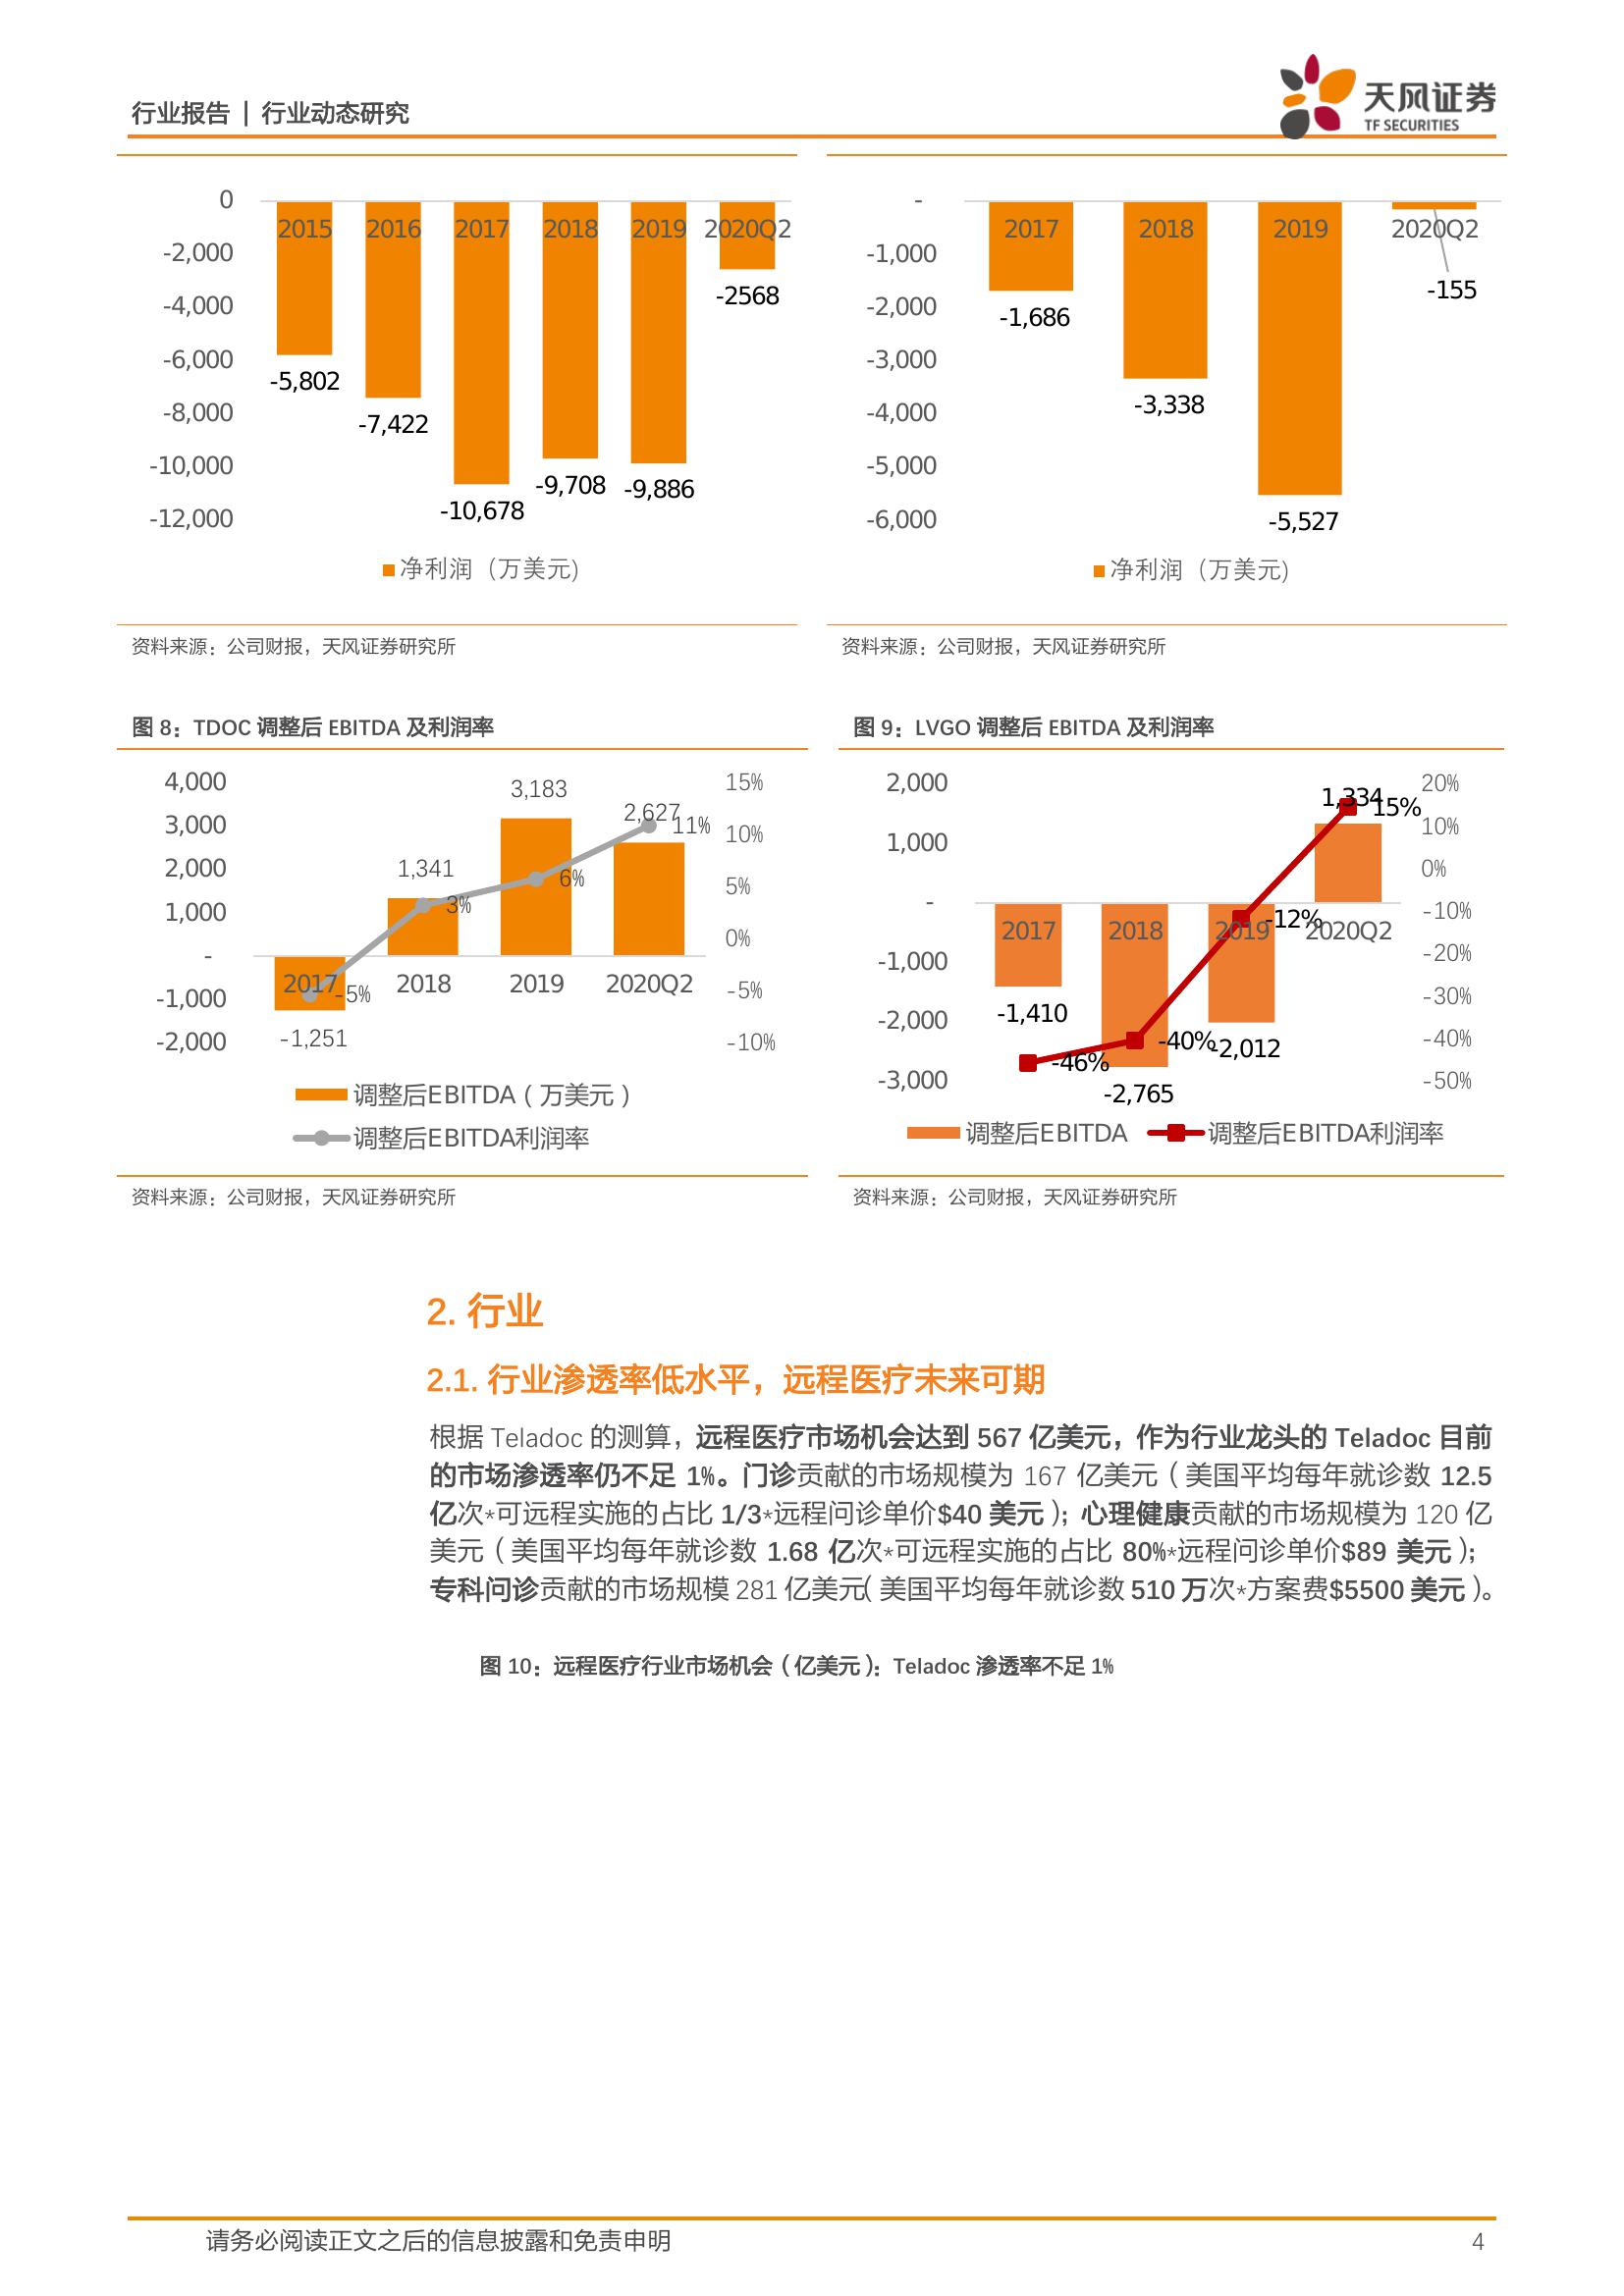 行业报告 | 行业动态研究
天风证券
TF SECURITIES
0
-2,000
-4,000
-6,000
-8,000
-10,000
-12,000
2015 2016 2017 2018 2019 2020Q2
-5,802
-7,422
-10,678
-9,708
-9,886
-2568
净利润（万美元)
资料来源：公司财报，天风证券研究所
-
-1,000
-2,000
-3,000
-4,000
-5,000
-6,000
2017 2018 2019 2020Q2
-1,686
-3,338
-5,527
-155
净利润（万美元)
资料来源：公司财报，天风证券研究所
图 8：TDOC 调整后 EBITDA 及利润率
4,000
3,000
2,000
1,000
-
-1,000
-2,000
15%
10%
5%
0%
-5%
-10%
2017 2018 2019 2020Q2
-1,251
1,341
3,183
2,627
-5%
3%
6%
11%
调整后EBITDA（万美元）
调整后EBITDA利润率
资料来源：公司财报，天风证券研究所
图 9：LVGO 调整后 EBITDA 及利润率
2,000
1,000
-
-1,000
-2,000
-3,000
20%
10%
0%
-10%
-20%
-30%
-40%
-50%
2017 2018 2019 2020Q2
-1,410
-2,765
-2,012
1,334
-46%
-40%
-12%
15%
调整后EBITDA 调整后EBITDA利润率
资料来源：公司财报，天风证券研究所
2. 行业
2.1. 行业渗透率低水平，远程医疗未来可期
根据 Teladoc 的测算，远程医疗市场机会达到 567 亿美元，作为行业龙头的 Teladoc 目前
的市场渗透率仍不足 1%。门诊贡献的市场规模为 167 亿美元（美国平均每年就诊数 12.5
亿次*可远程实施的占比 1/3*远程问诊单价$40 美元）；心理健康贡献的市场规模为 120 亿
美元（美国平均每年就诊数 1.68 亿次*可远程实施的占比 80%*远程问诊单价$89 美元）；
专科问诊贡献的市场规模 281 亿美元（美国平均每年就诊数 510 万次*方案费$5500 美元）。
图 10：远程医疗行业市场机会（亿美元）：Teladoc 渗透率不足 1%
请务必阅读正文之后的信息披露和免责申明
4